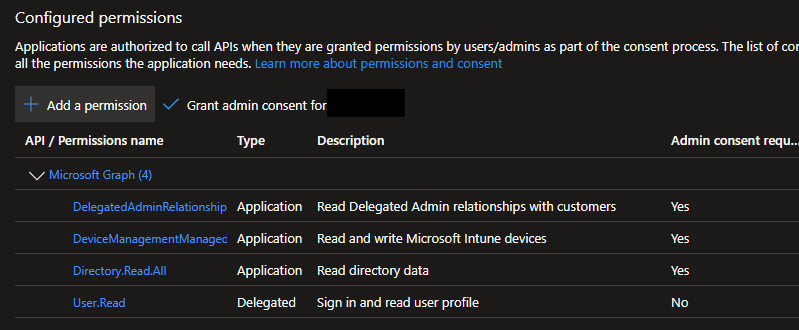 Configured permissions
Applications are authorized to call APIs when they are granted permissions by users/admins as part of the consent process. The list of con
all the permissions the application needs. Learn more about permissions and consent
Add a permission Grant admin consent for
API / Permissions name Type Description Admin consent requ...
Microsoft Graph (4)
DelegatedAdminRelationship Application Read Delegated Admin relationships with customers Yes
DeviceManagementManaged Application Read and write Microsoft Intune devices Yes
Directory.Read.All Application Read directory data Yes
User.Read Delegated Sign in and read user profile No